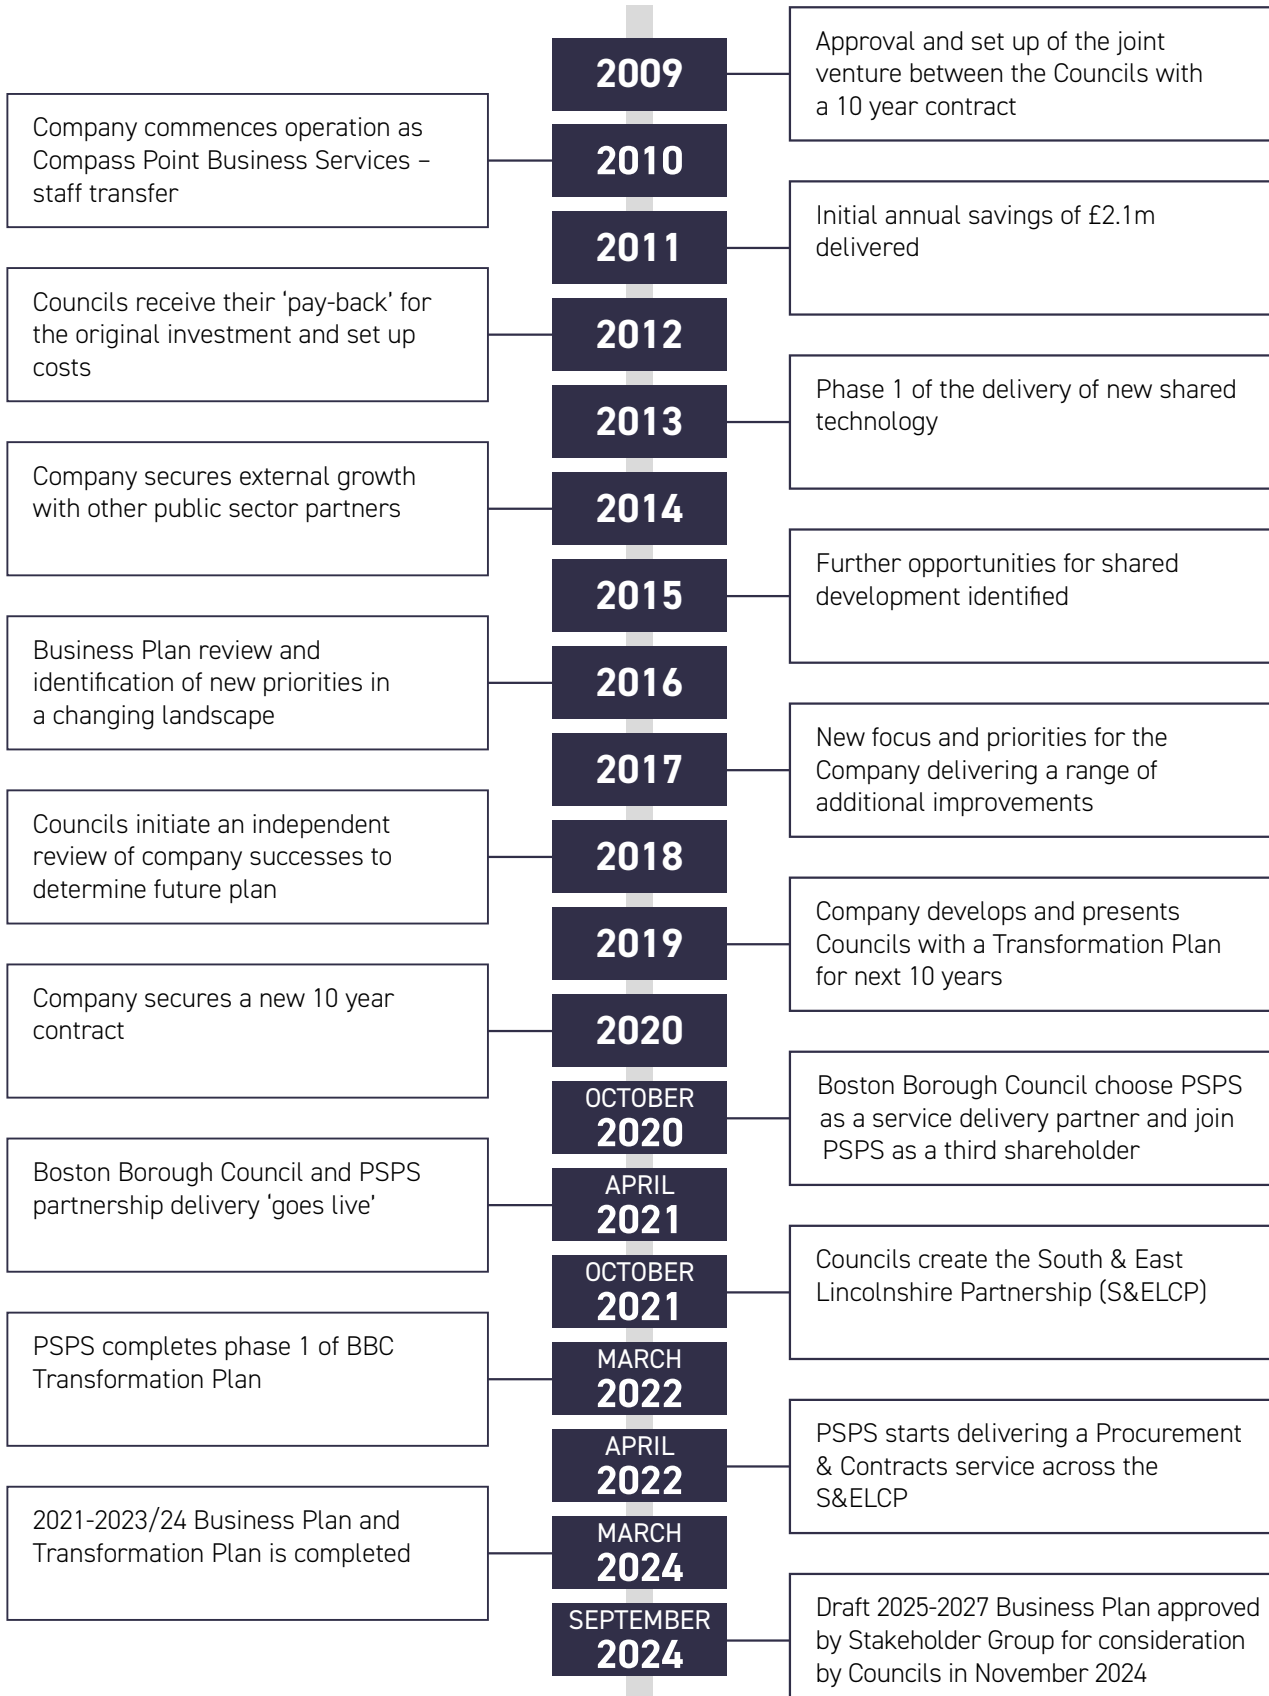 2009
Approval and set up of the joint
venture between the Councils with
a 10 year contract
2010
Company commences operation as
Compass Point Business Services –
staff transfer
2011
Initial annual savings of £2.1m
delivered
2012
Councils receive their ‘pay-back’ for
the original investment and set up
costs
2013
Phase 1 of the delivery of new shared
technology
2014
Company secures external growth
with other public sector partners
2015
Further opportunities for shared
development identified
2016
Business Plan review and
identification of new priorities in
a changing landscape
2017
New focus and priorities for the
Company delivering a range of
additional improvements
2018
Councils initiate an independent
review of company successes to
determine future plan
2019
Company develops and presents
Councils with a Transformation Plan
for next 10 years
2020
Company secures a new 10 year
contract
OCTOBER
2020
Boston Borough Council choose PSPS
as a service delivery partner and join
PSPS as a third shareholder
APRIL
2021
Boston Borough Council and PSPS
partnership delivery ‘goes live’
OCTOBER
2021
Councils create the South & East
Lincolnshire Partnership (S&ELCP)
MARCH
2022
PSPS completes phase 1 of BBC
Transformation Plan
APRIL
2022
PSPS starts delivering a Procurement
& Contracts service across the
S&ELCP
MARCH
2024
2021-2023/24 Business Plan and
Transformation Plan is completed
SEPTEMBER
2024
Draft 2025-2027 Business Plan approved
by Stakeholder Group for consideration
by Councils in November 2024